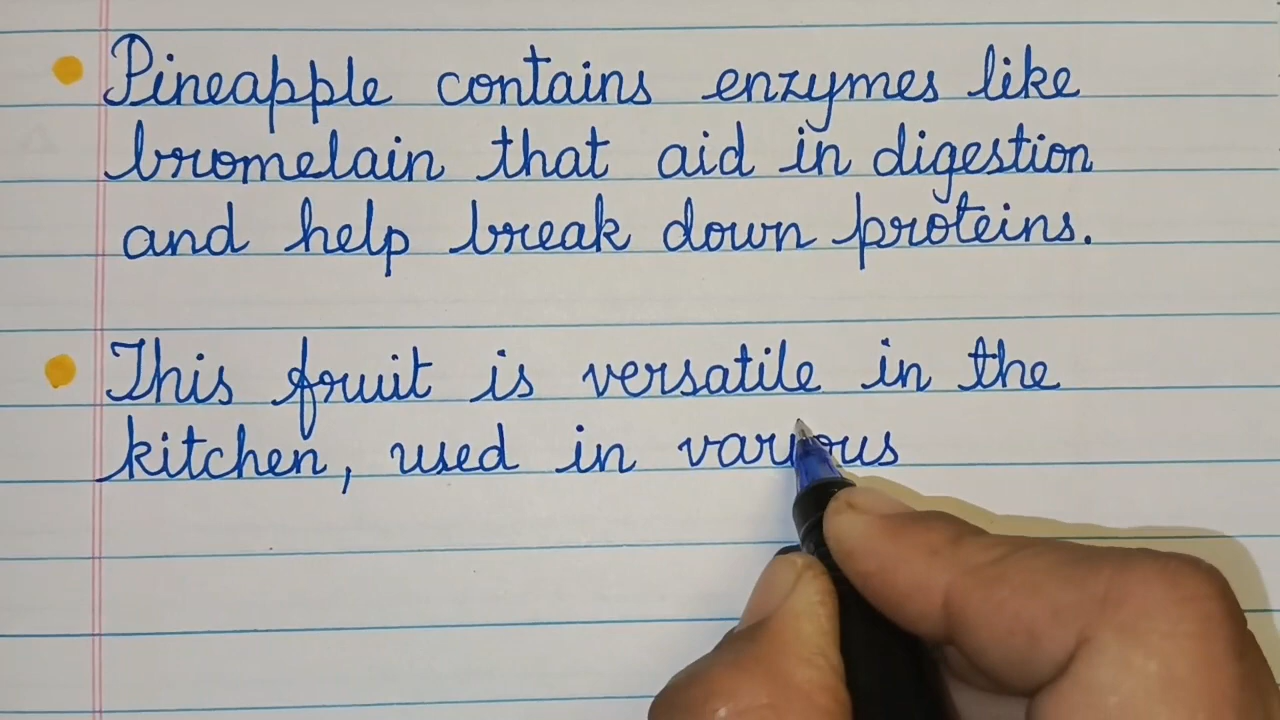 Pineapple contains enzymes like
bromelain that aid in digestion
and help break down proteins.
This fruit is versatile in the
kitchen, used in various